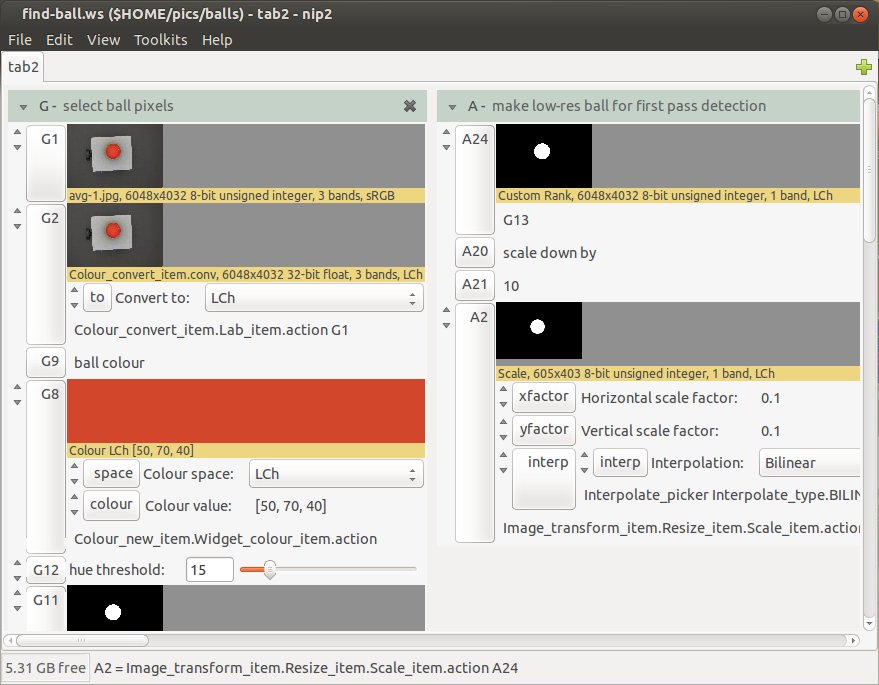 find-ball.ws ($HOME/pics/balls) - tab2 - nip2
File Edit View Toolkits Help
tab2
G - select ball pixels
G1
avg-1.jpg, 6048x4032 8-bit unsigned integer, 3 bands, sRGB
G2
Colour_convert_item.conv, 6048x4032 32-bit float, 3 bands, LCh
to Convert to: LCh
Colour_convert_item.Lab_item.action G1
G9 ball colour
G8
Colour LCh [50, 70, 40]
space Colour space: LCh
colour Colour value: [50, 70, 40]
Colour_new_item.Widget_colour_item.action
G12 hue threshold: 15
G11
A - make low-res ball for first pass detection
A24
Custom Rank, 6048x4032 8-bit unsigned integer, 1 band, LCh
G13
A20 scale down by
A21 10
A2
Scale, 605x403 8-bit unsigned integer, 1 band, LCh
xfactor Horizontal scale factor: 0.1
yfactor Vertical scale factor: 0.1
interp interp Interpolation: Bilinear
Interpolate_picker Interpolate_type.BILIN
Image_transform_item.Resize_item.Scale_item.action
5.31 GB free A2 = Image_transform_item.Resize_item.Scale_item.action A24